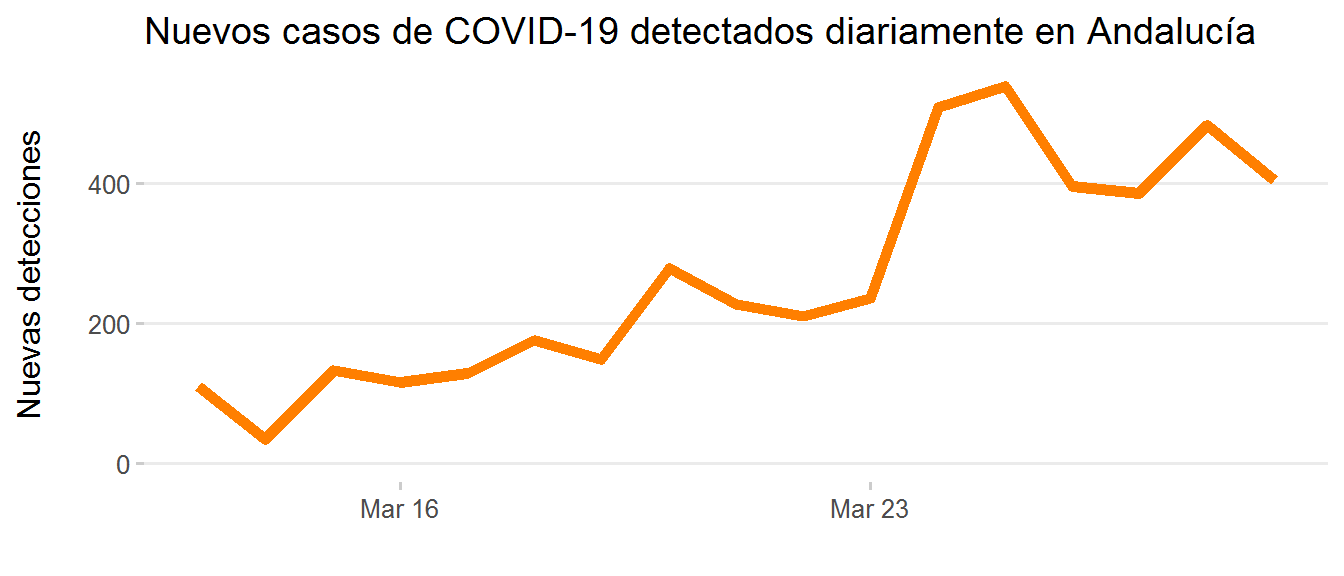 Nuevos casos de COVID-19 detectados diariamente en Andalucía
Nuevas detecciones
400
200
0
Mar 16
Mar 23